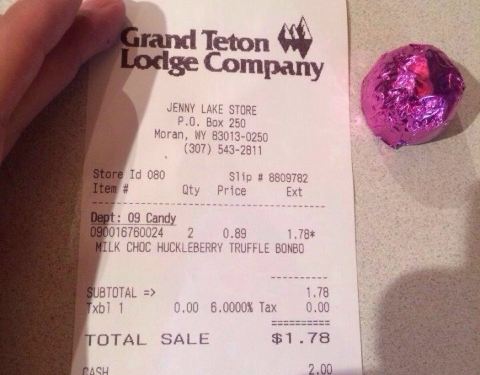 Grand Teton
Lodge Company
JENNY LAKE STORE
P.O. Box 250
Moran, WY 83013-0250
(307) 543-2811
Store Id 080 Slip # 8809782
Item # Qty Price Ext
Dept: 09 Candy
090016760024 2 0.89 1.78*
MILK CHOC HUCKLEBERRY TRUFFLE BONBO
SUBTOTAL => 1.78
Txbl 1 0.00 6.0000% Tax 0.00
TOTAL SALE $1.78
CASH 2.00